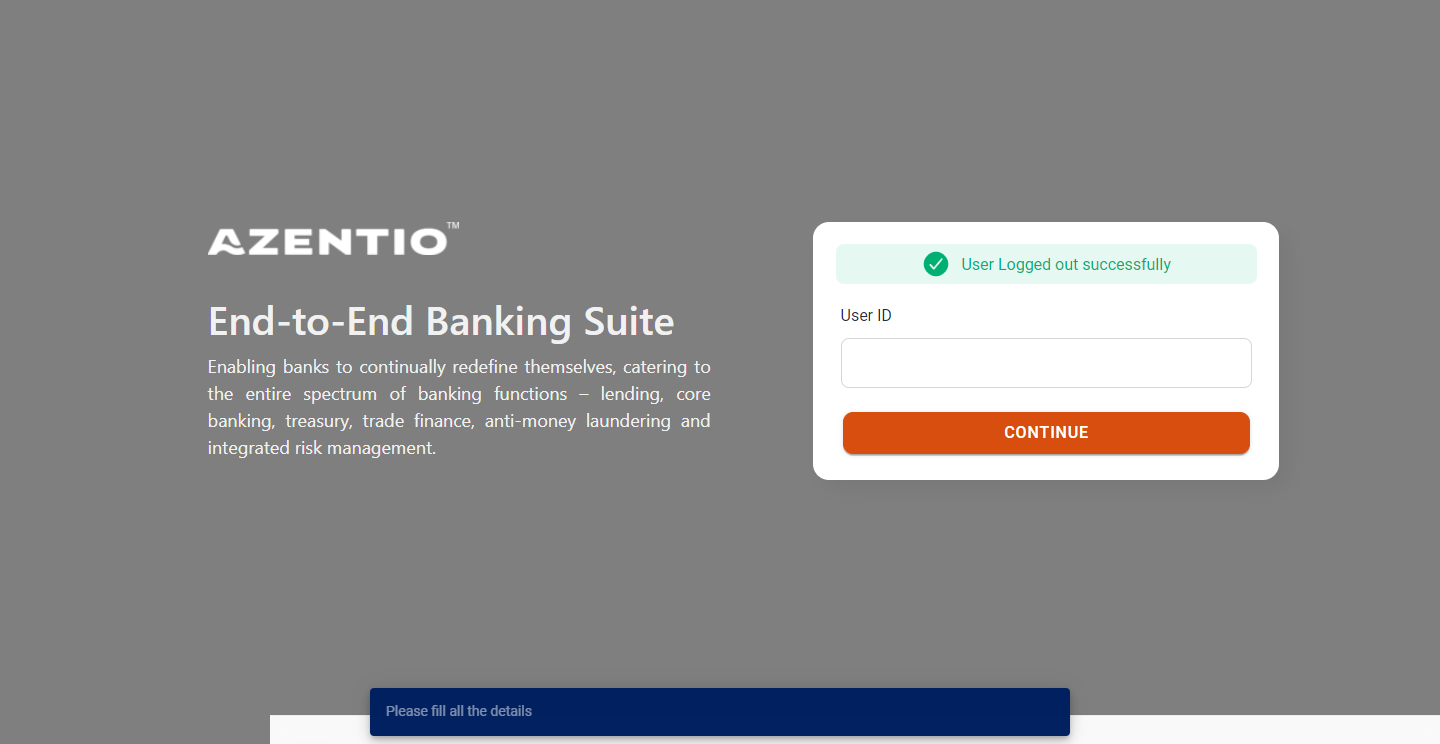 AZENTIO™
End-to-End Banking Suite
Enabling banks to continually redefine themselves, catering to
the entire spectrum of banking functions – lending, core
banking, treasury, trade finance, anti-money laundering and
integrated risk management.
User Logged out successfully
User ID
CONTINUE
Please fill all the details